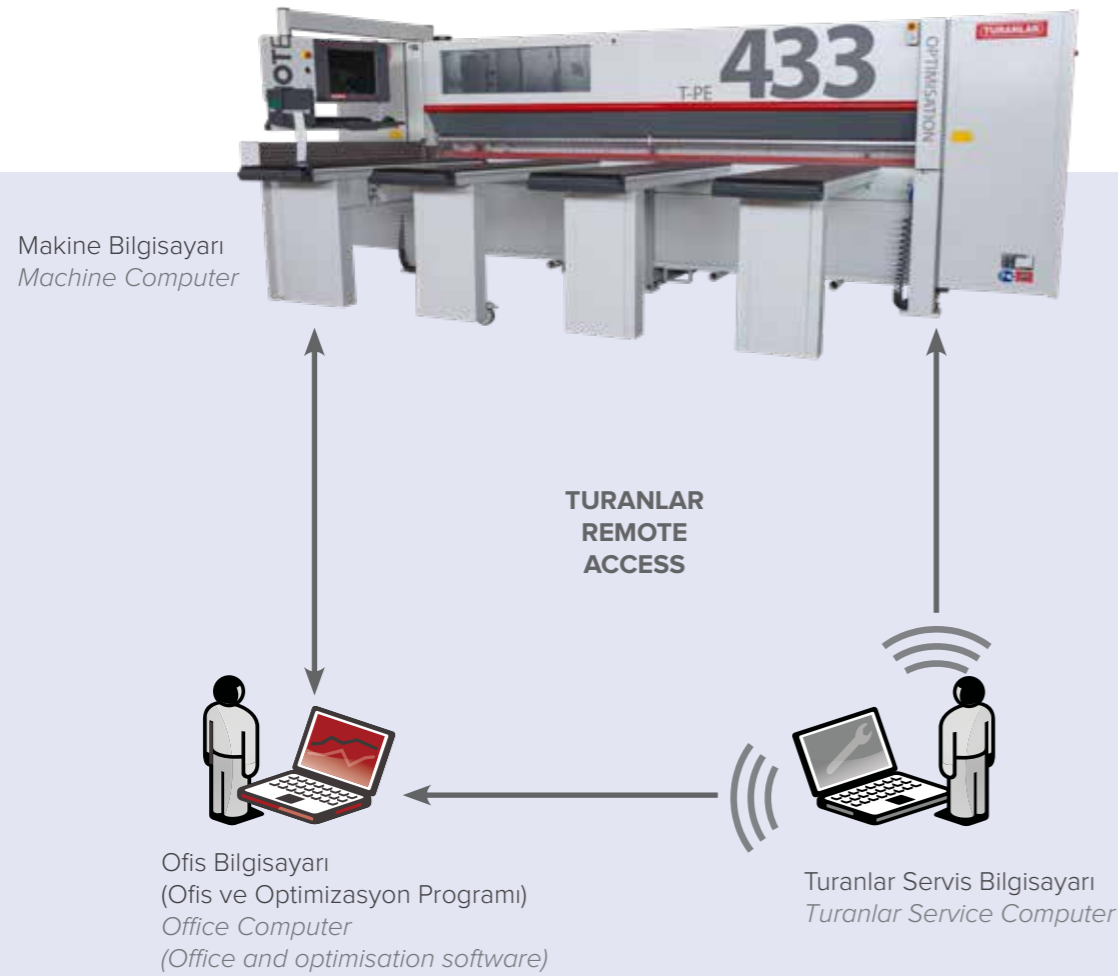 OTE
TURANLAR
433
T-PE
OPTIMISATION
Makine Bilgisayarı
Machine Computer
TURANLAR
REMOTE
ACCESS
Ofis Bilgisayarı
(Ofis ve Optimizasyon Programı)
Office Computer
(Office and optimisation software)
Turanlar Servis Bilgisayarı
Turanlar Service Computer